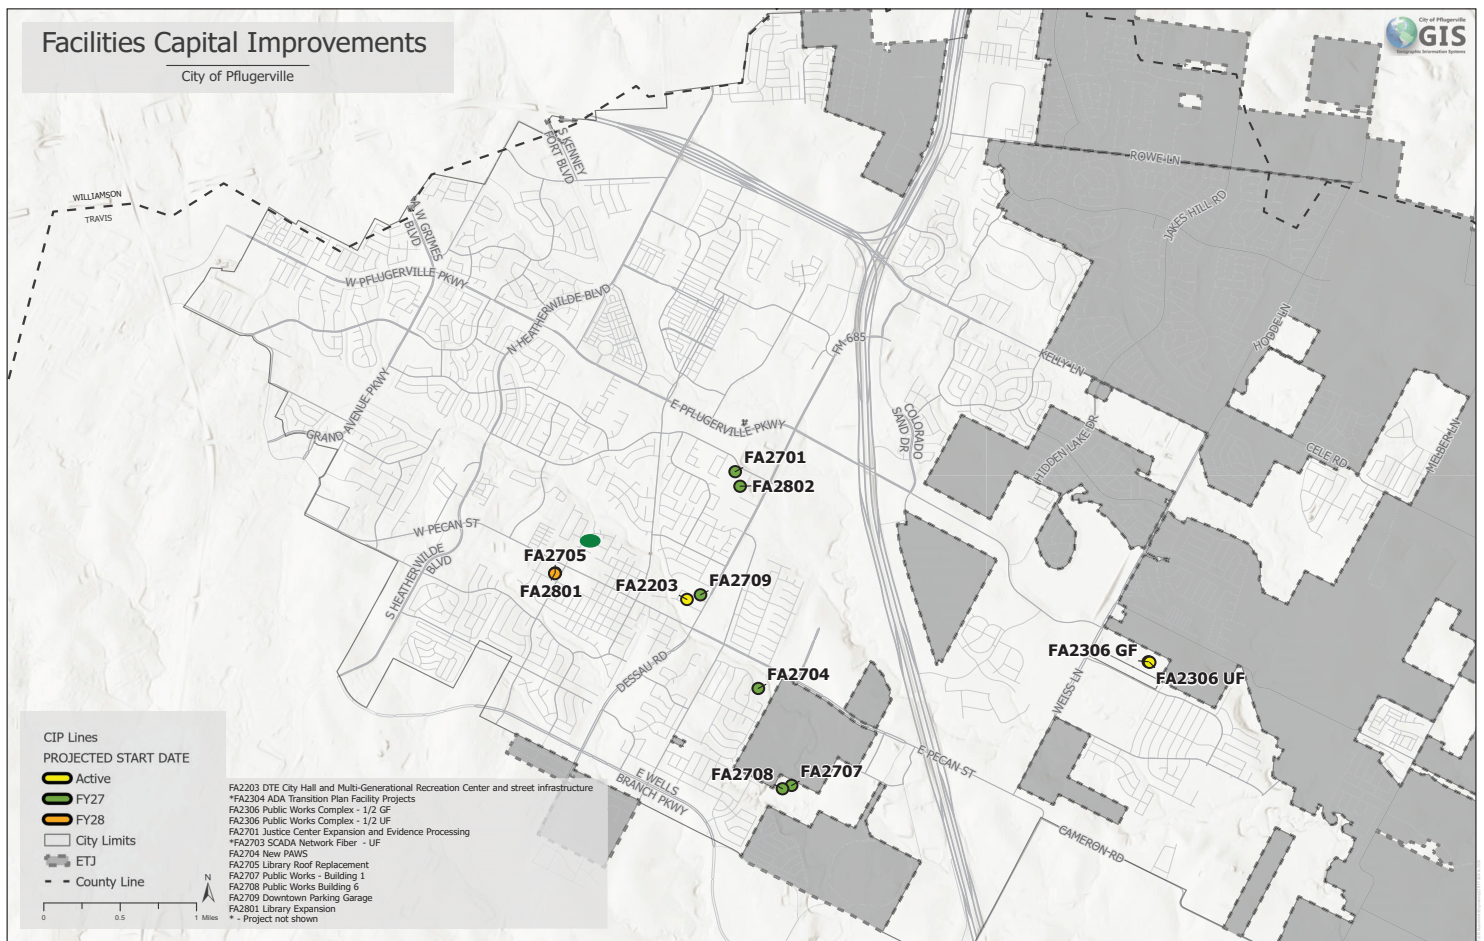 Facilities Capital Improvements
City of Pflugerville
City of Pflugerville
GIS
Geographic Information Systems
WILLIAMSON
TRAVIS
S KENNEY
FORT BLVD
A W GRIMES
BLVD
W PFLUGERVILLE PKWY
N HEATHERWILDE BLVD
ROWE LN
JAKES HILL RD
HODDE LN
FM 685
KELLY LN
GRAND AVENUE PKWY
E PFLUGERVILLE PKWY
COLORADO
SAND DR
HIDDEN LAKE DR
CELE RD
MELBER LN
FA2701
FA2802
W PECAN ST
S HEATHERWILDE
BLVD
FA2705
FA2801
FA2203
FA2709
FA2306 GF
FA2306 UF
DESSAU RD
FA2704
WEISS LN
E PECAN ST
FA2708
FA2707
E WELLS
BRANCH PKWY
CAMERON RD
CIP Lines
PROJECTED START DATE
Active
FY27
FY28
City Limits
ETJ
County Line
N
0 0.5 1 Miles
FA2203 DTE City Hall and Multi-Generational Recreation Center and street infrastructure
*FA2304 ADA Transition Plan Facility Projects
FA2306 Public Works Complex - 1/2 GF
FA2306 Public Works Complex - 1/2 UF
FA2701 Justice Center Expansion and Evidence Processing
*FA2703 SCADA Network Fiber - UF
FA2704 New PAWS
FA2705 Library Roof Replacement
FA2707 Public Works - Building 1
FA2708 Public Works Building 6
FA2709 Downtown Parking Garage
FA2801 Library Expansion
* - Project not shown